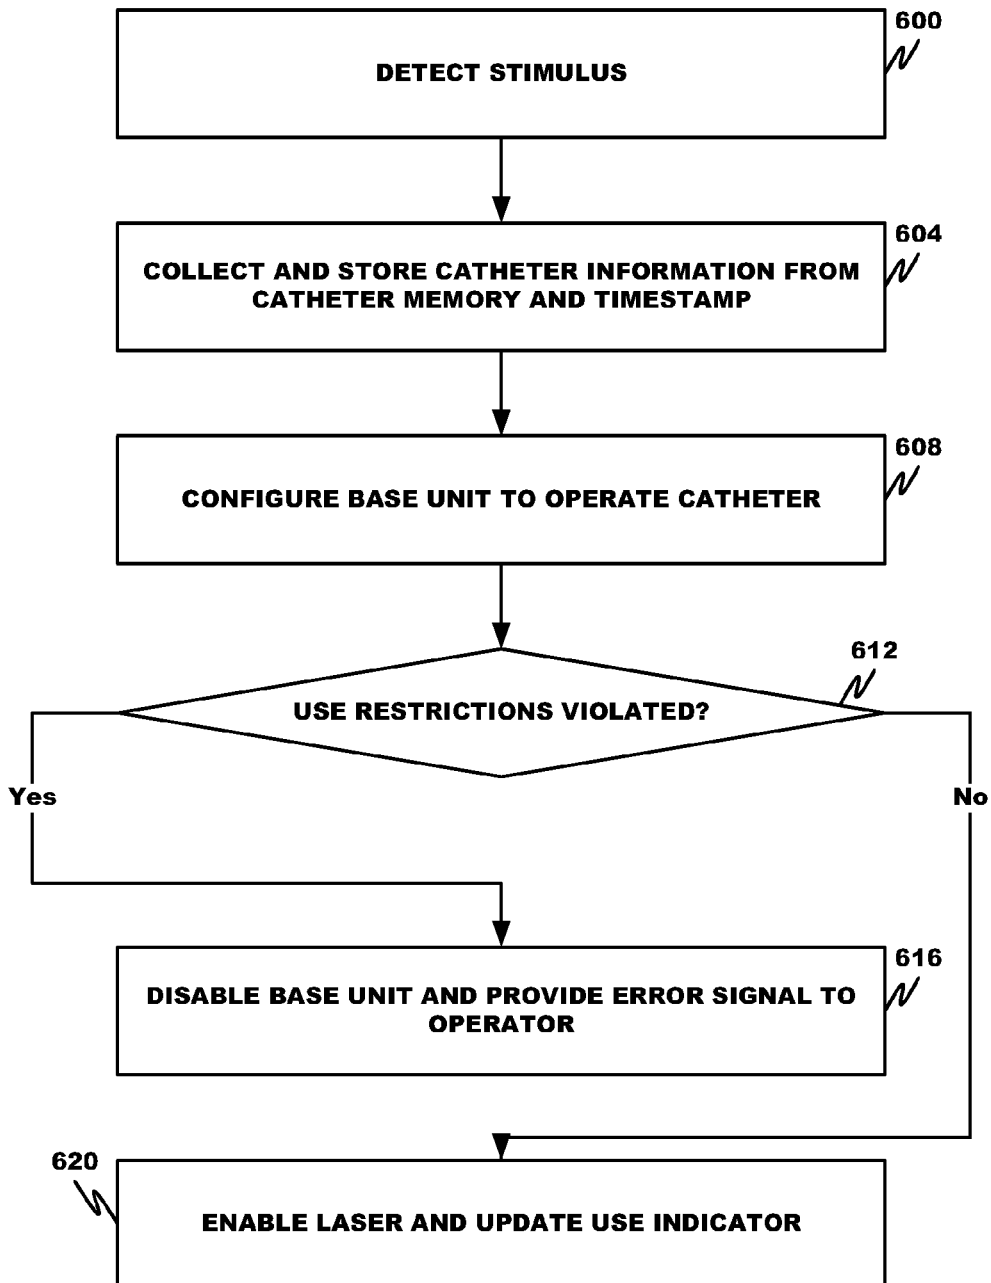 600
DETECT STIMULUS
604
COLLECT AND STORE CATHETER INFORMATION FROM
CATHETER MEMORY AND TIMESTAMP
608
CONFIGURE BASE UNIT TO OPERATE CATHETER
612
USE RESTRICTIONS VIOLATED?
Yes
No
616
DISABLE BASE UNIT AND PROVIDE ERROR SIGNAL TO
OPERATOR
620
ENABLE LASER AND UPDATE USE INDICATOR